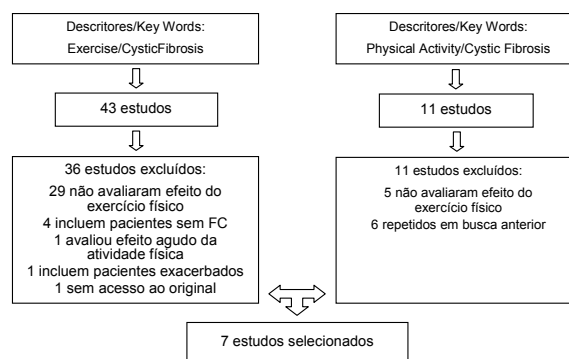 Descritores/Key Words:
Exercise/CysticFibrosis
43 estudos
36 estudos excluídos:
29 não avaliaram efeito do
exercício físico
4 incluem pacientes sem FC
1 avaliou efeito agudo da
atividade física
1 incluem pacientes exacerbados
1 sem acesso ao original
Descritores/Key Words:
Physical Activity/Cystic Fibrosis
11 estudos
11 estudos excluídos:
5 não avaliaram efeito do
exercício físico
6 repetidos em busca anterior
7 estudos selecionados